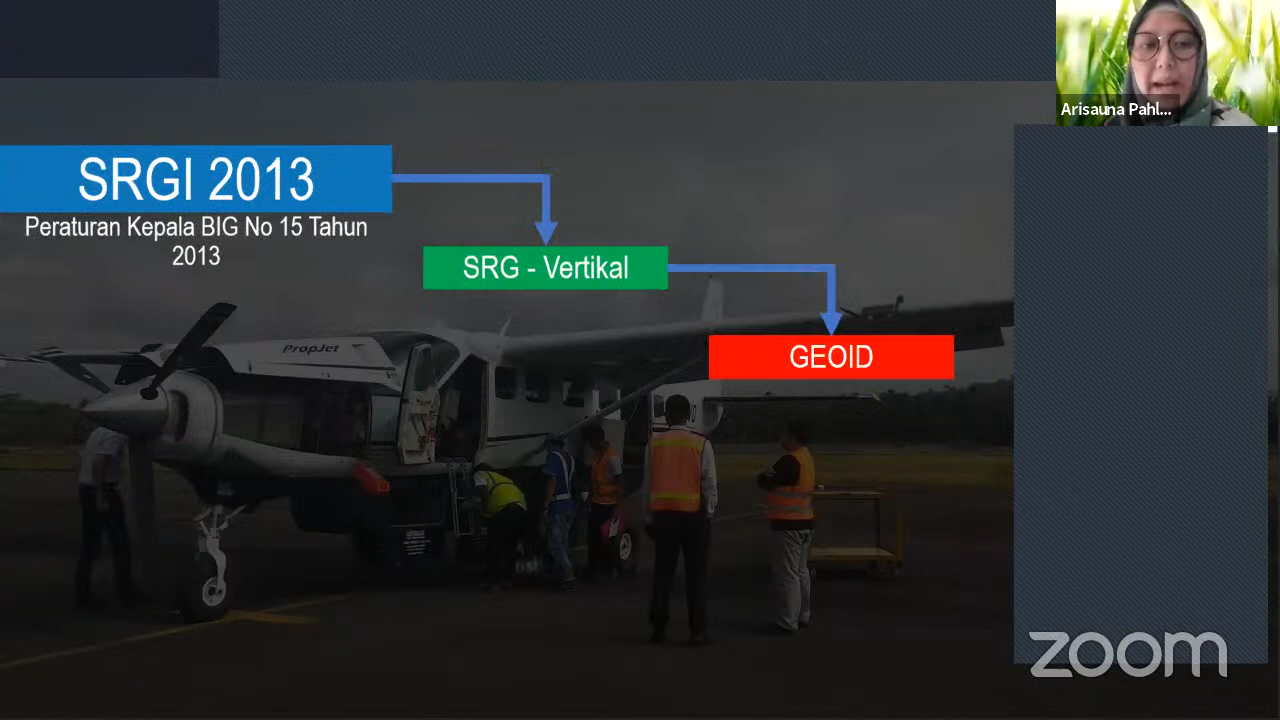 SRGI 2013
Peraturan Kepala BIG No 15 Tahun
2013
SRG - Vertikal
GEOID
PropJet
Arisauna Pahl...
zoom